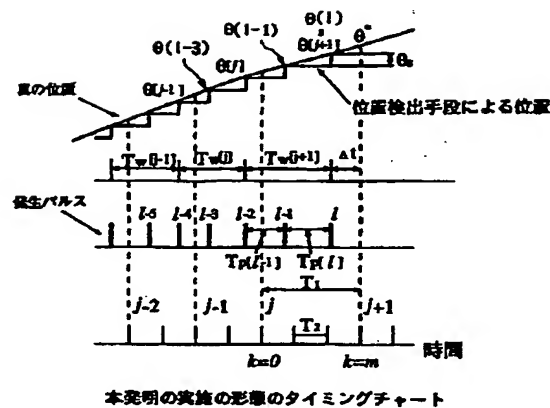 θ(l)
θ(l-1) θ[j+1] θ*
θ(l-3) θ[j]
θ[j-1]
真の位置
位置検出手段による位置
Tw[j-1] Tw[j] Tw[j+1] Δt
発生パルス
l-5 l-4 l-3 l-2 l-1 l
Tp[l-1] Tp[l]
T1
j-2 j-1 j j+1
T2
時間
k=0 k=m
本発明の実施の形態のタイミングチャート